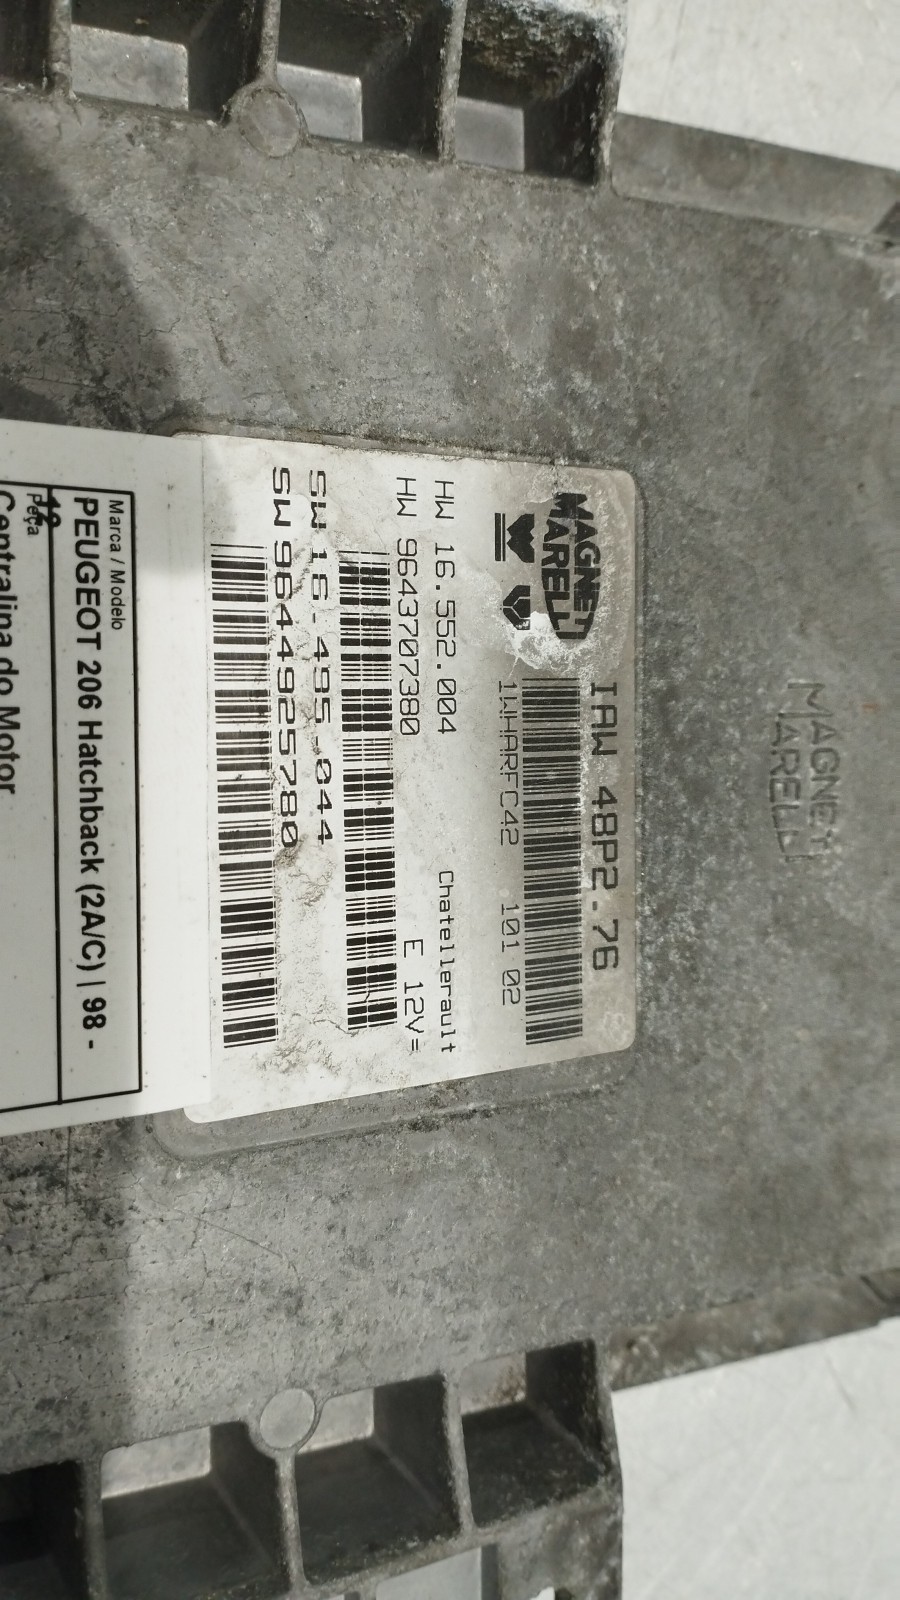 MAGNETI
MARELLI
MAGNETI
MARELLI
IAW 48P2.76
1WHARFC42 101 02
HW 16.552.004 Chatellerault
HW 9643707380 E 12V=
SW 16.495.044
SW 9644925780
Marca / Modelo
PEUGEOT 206 Hatchback (2A/C) | 98 -
Peça
Centralina do Motor